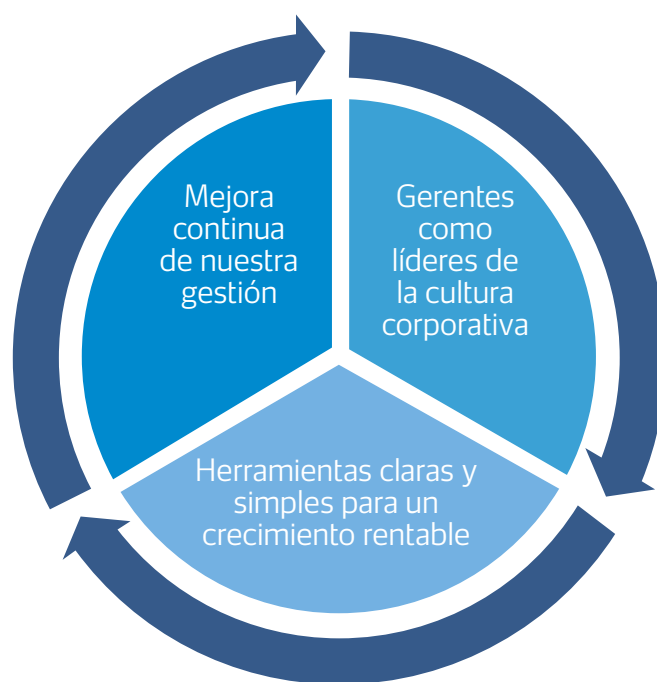 Mejora
continua
de nuestra
gestión
Gerentes
como
líderes de
la cultura
corporativa
Herramientas claras y
simples para un
crecimiento rentable